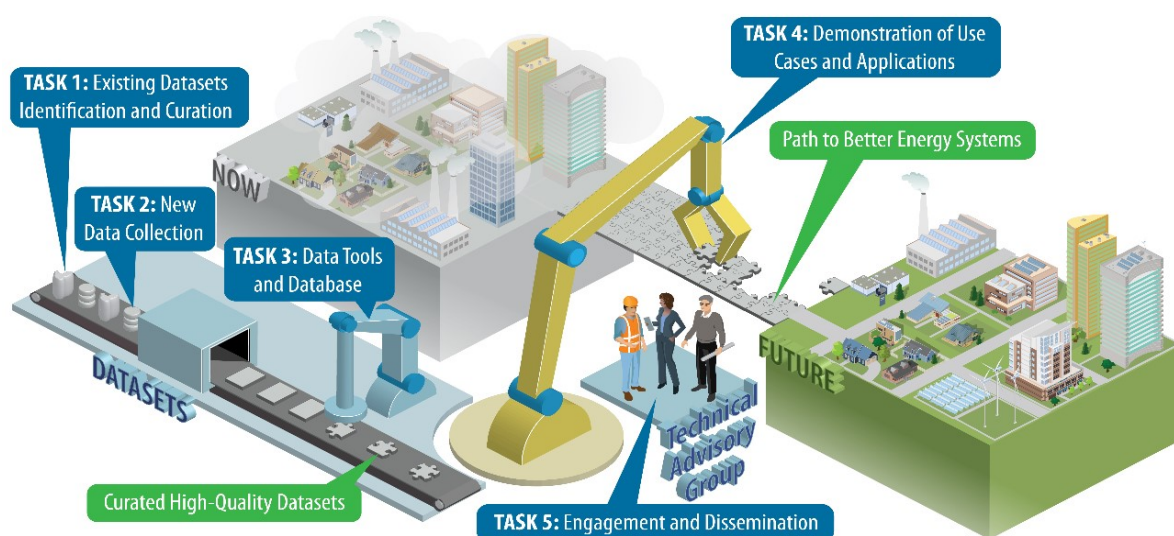 TASK 1: Existing Datasets
Identification and Curation
TASK 2: New
Data Collection
TASK 3: Data Tools
and Database
TASK 4: Demonstration of Use
Cases and Applications
Path to Better Energy Systems
NOW
DATASETS
FUTURE
Technical
Advisory
Group
Curated High-Quality Datasets
TASK 5: Engagement and Dissemination